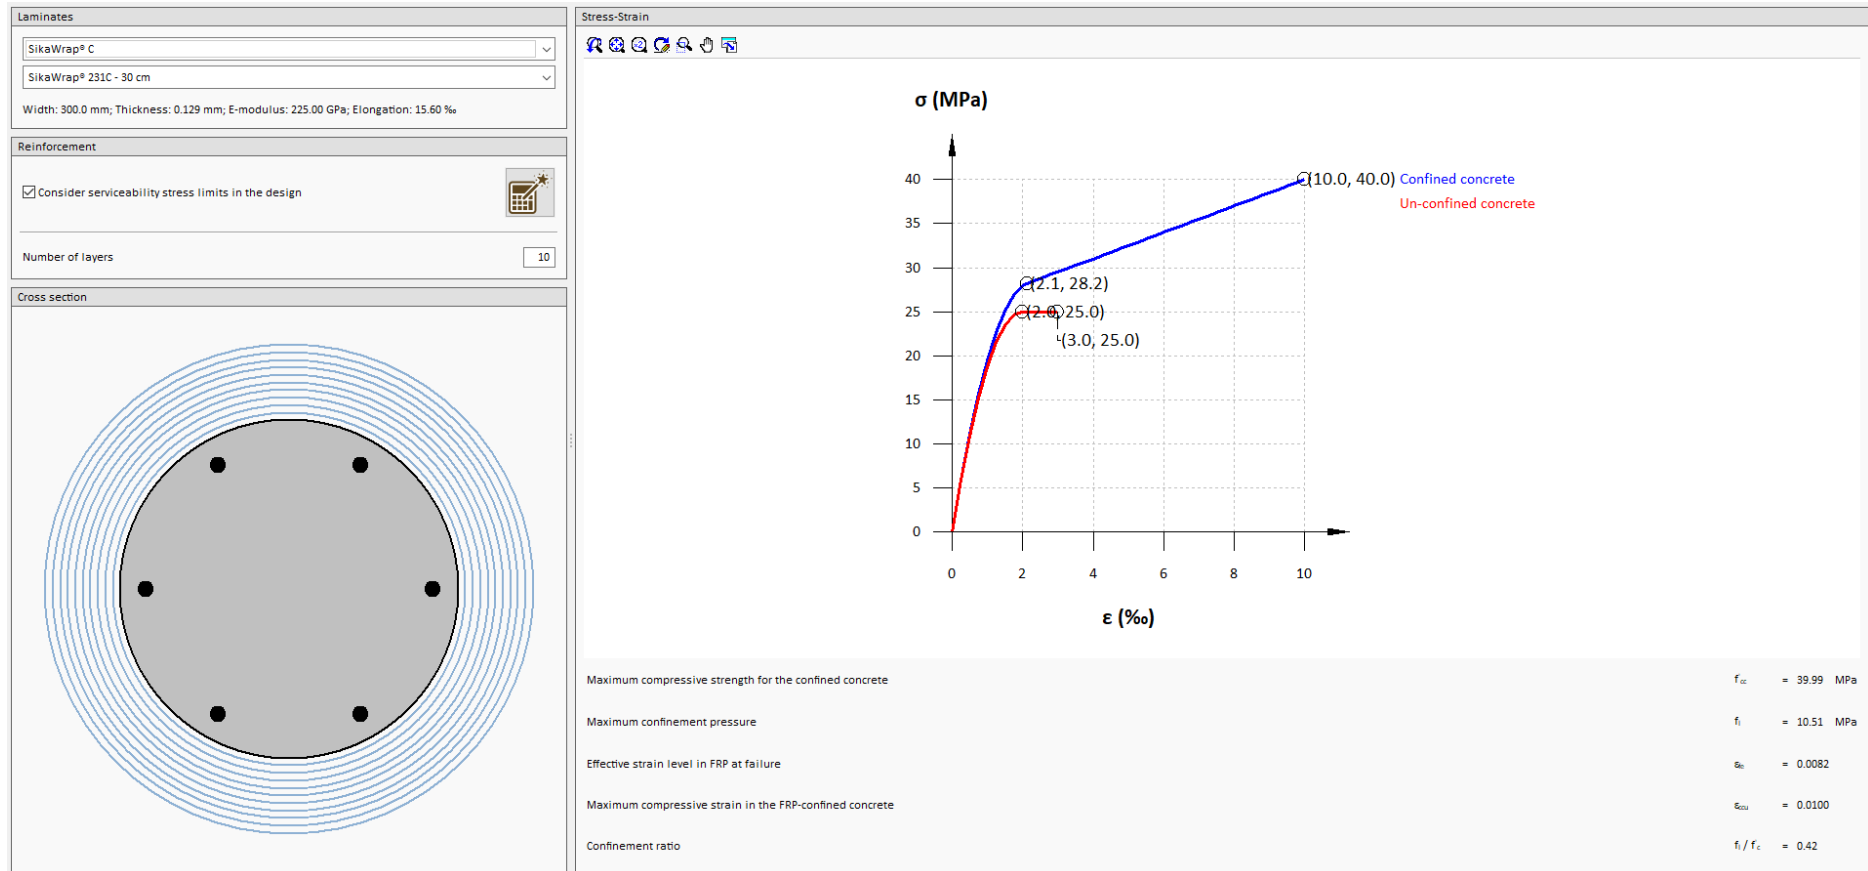 Laminates
SikaWrap® C
SikaWrap® 231C - 30 cm
Width: 300.0 mm; Thickness: 0.129 mm; E-modulus: 225.00 GPa; Elongation: 15.60 ‰
Reinforcement
Consider serviceability stress limits in the design
Number of layers 10
Cross section
Stress-Strain
σ (MPa)
40
35
30
25
20
15
10
5
0
(10.0, 40.0) Confined concrete
Un-confined concrete
(2.1, 28.2)
(2.0, 25.0)
(3.0, 25.0)
0 2 4 6 8 10
ε (‰)
Maximum compressive strength for the confined concrete f'cc = 39.99 MPa
Maximum confinement pressure fl = 10.51 MPa
Effective strain level in FRP at failure εfe = 0.0082
Maximum compressive strain in the FRP-confined concrete εccu = 0.0100
Confinement ratio fl / f'c = 0.42